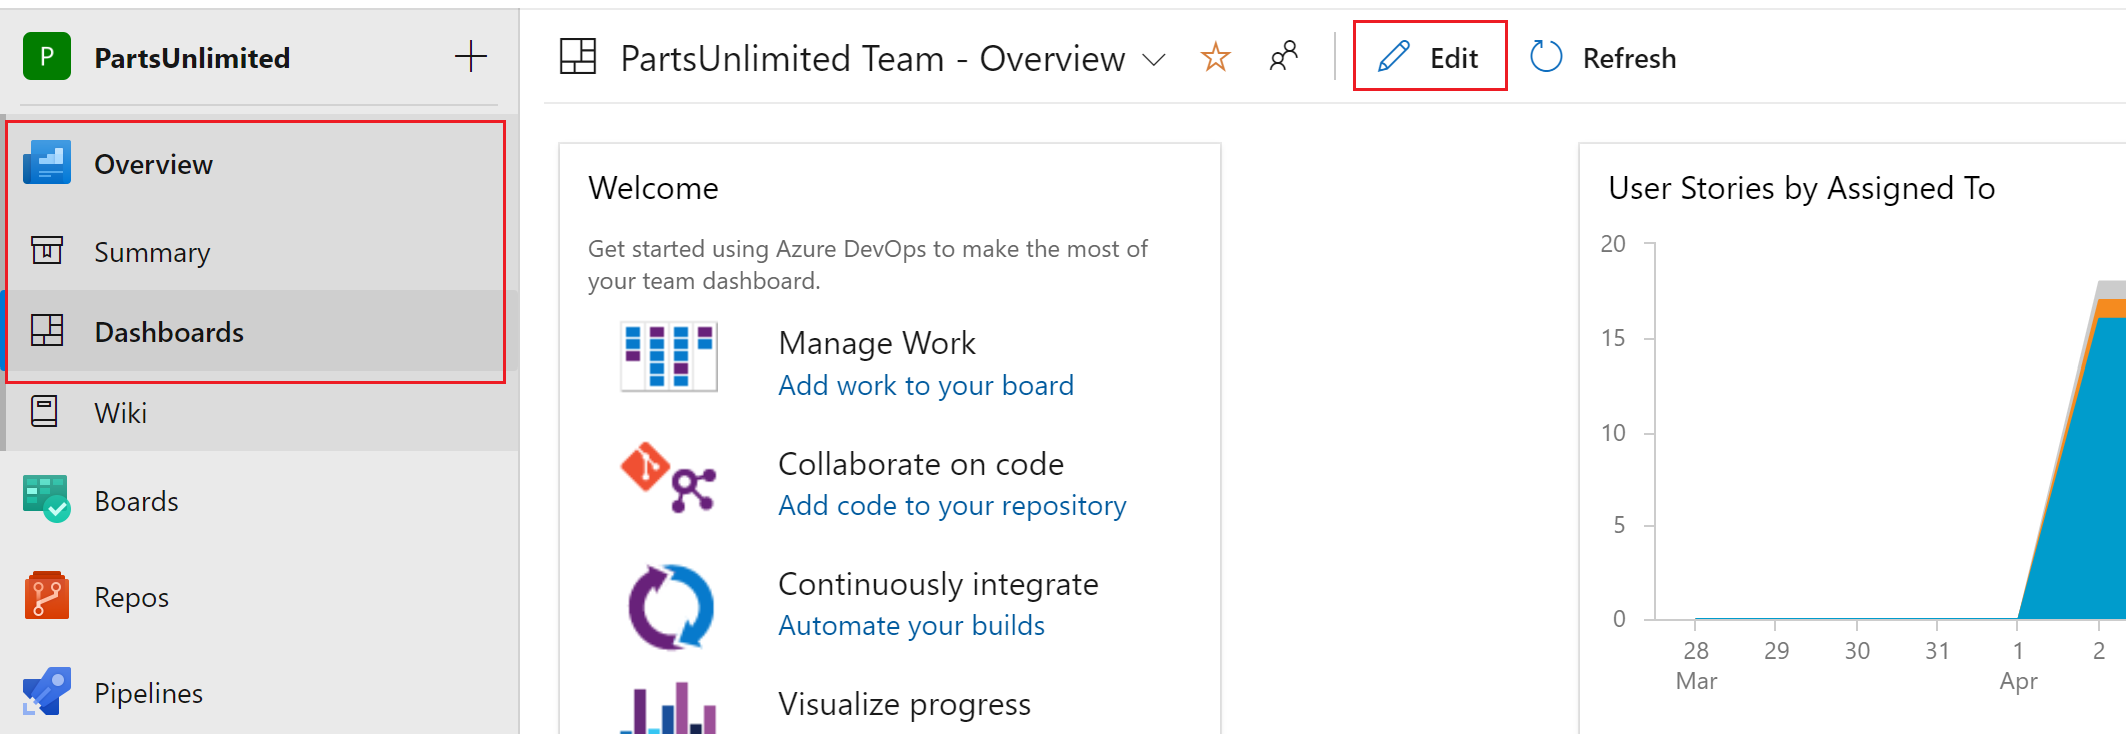 P PartsUnlimited
Overview
Summary
Dashboards
Wiki
Boards
Repos
Pipelines
PartsUnlimited Team - Overview
Edit
Refresh
Welcome
Get started using Azure DevOps to make the most of
your team dashboard.
Manage Work
Add work to your board
Collaborate on code
Add code to your repository
Continuously integrate
Automate your builds
Visualize progress
User Stories by Assigned To
20
15
10
5
0
28 29 30 31 1 2
Mar Apr